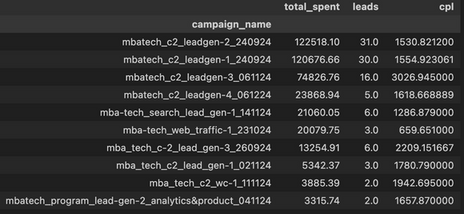 total_spent leads cpl
campaign_name
mbatech_c2_leadgen-2_240924 122518.10 31.0 1530.821200
mbatech_c2_leadgen-1_240924 120676.66 30.0 1554.923061
mbatech_c2_leadgen-3_061124 74826.76 16.0 3026.945000
mbatech_c2_leadgen-4_061224 23868.94 5.0 1618.668889
mba-tech_search_lead_gen-1_141124 21060.05 6.0 1286.879000
mba-tech_web_traffic-1_231024 20079.75 3.0 659.651000
mba_tech_c-2_lead_gen-3_260924 13254.91 6.0 2209.151667
mba_tech_c2_lead_gen-1_021124 5342.37 3.0 1780.790000
mba_tech_c2_wc-1_111124 3885.39 2.0 1942.695000
mbatech_program_lead-gen-2_analytics&product_041124 3315.74 2.0 1657.870000